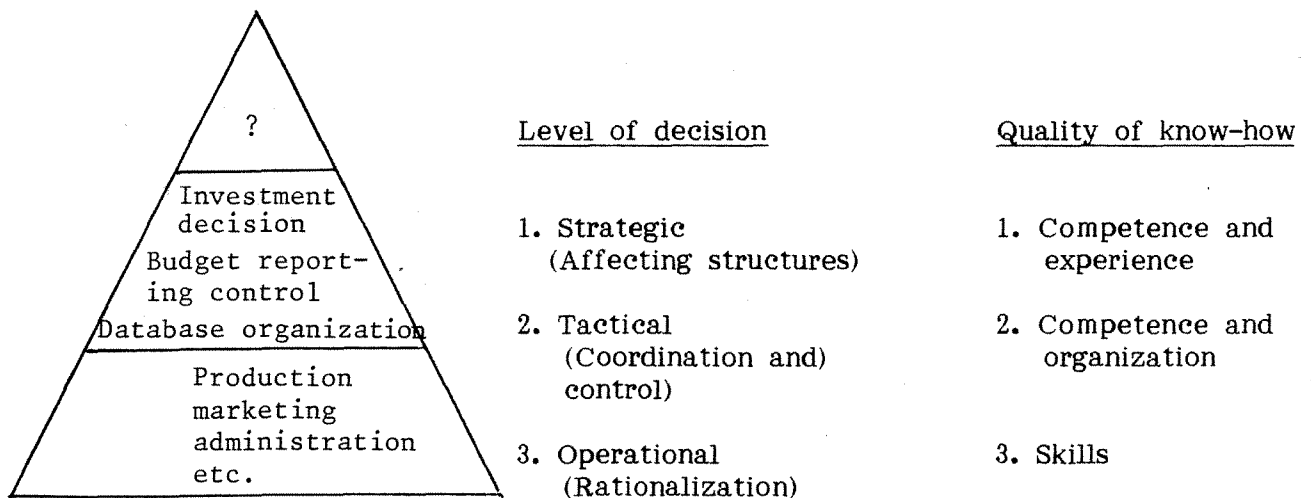 ?
Investment
decision
Budget report-
ing control
Database organization
Production
marketing
administration
etc.
Level of decision
1. Strategic
(Affecting structures)
2. Tactical
(Coordination and)
control)
3. Operational
(Rationalization)
Quality of know-how
1. Competence and
experience
2. Competence and
organization
3. Skills